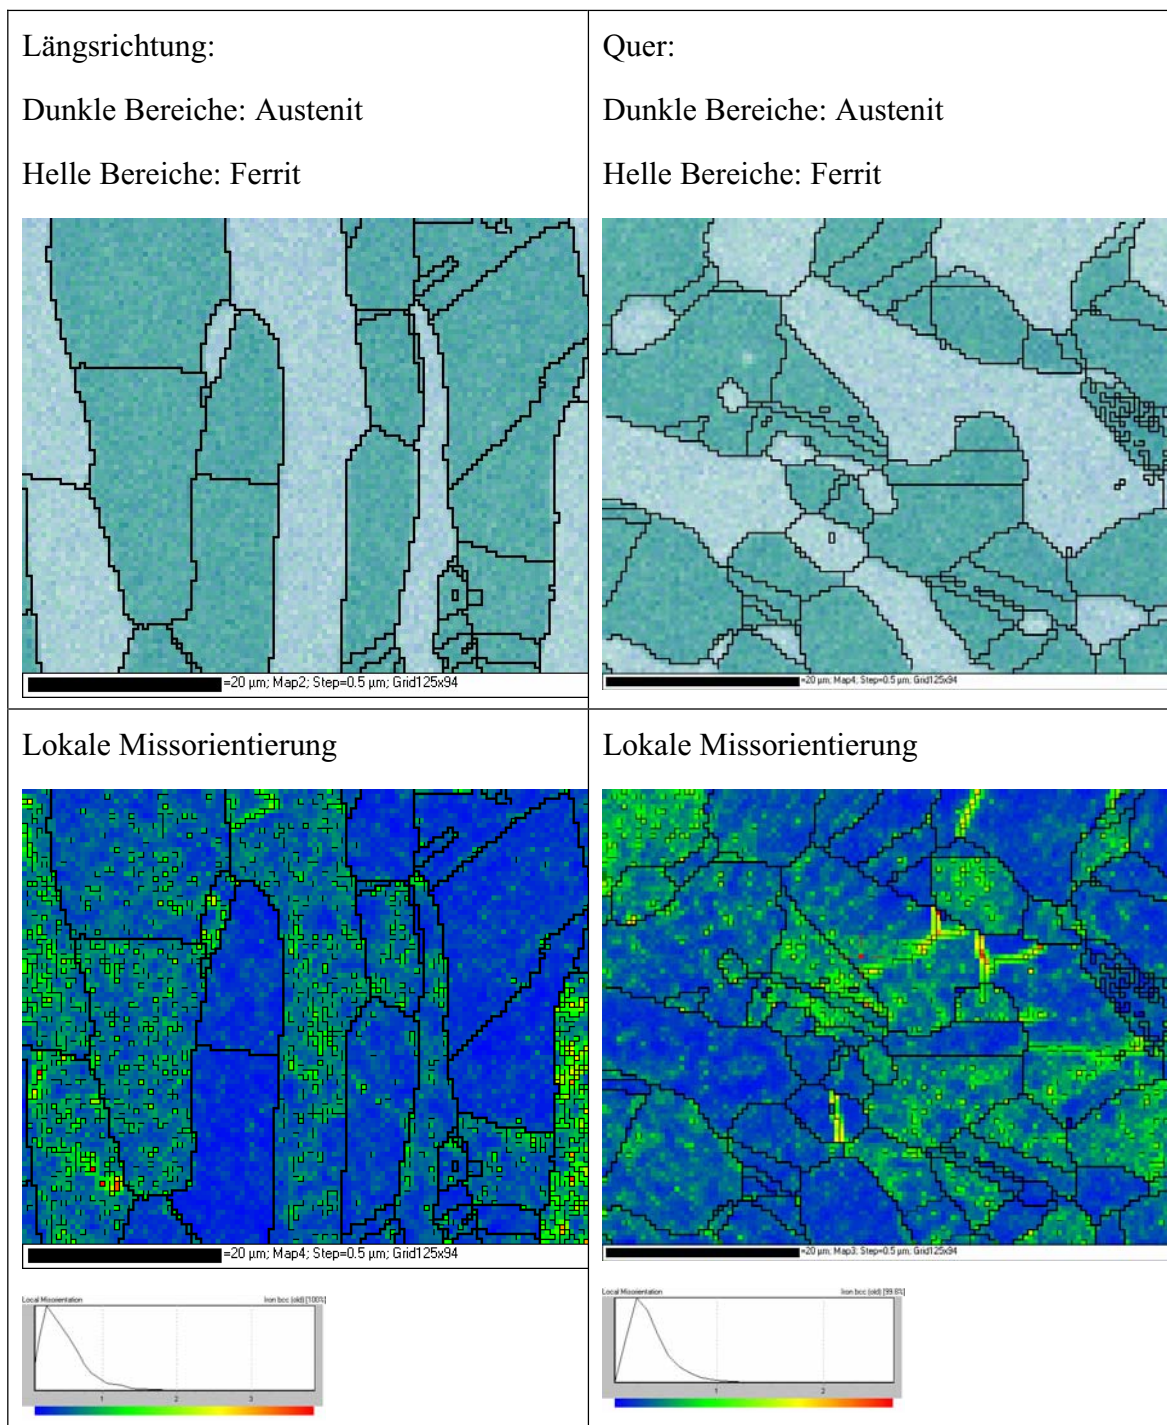 Längsrichtung:
Dunkle Bereiche: Austenit
Helle Bereiche: Ferrit
=20 µm; Map2; Step=0.5 µm; Grid125x94
Quer:
Dunkle Bereiche: Austenit
Helle Bereiche: Ferrit
=20 µm; Map4; Step=0.5 µm; Grid125x94
Lokale Missorientierung
=20 µm; Map4; Step=0.5 µm; Grid125x94
Local Misorientation
Iron bcc (old) [100%]
1 2 3
Lokale Missorientierung
=20 µm; Map3; Step=0.5 µm; Grid125x94
Local Misorientation
Iron bcc (old) [99.6%]
1 2